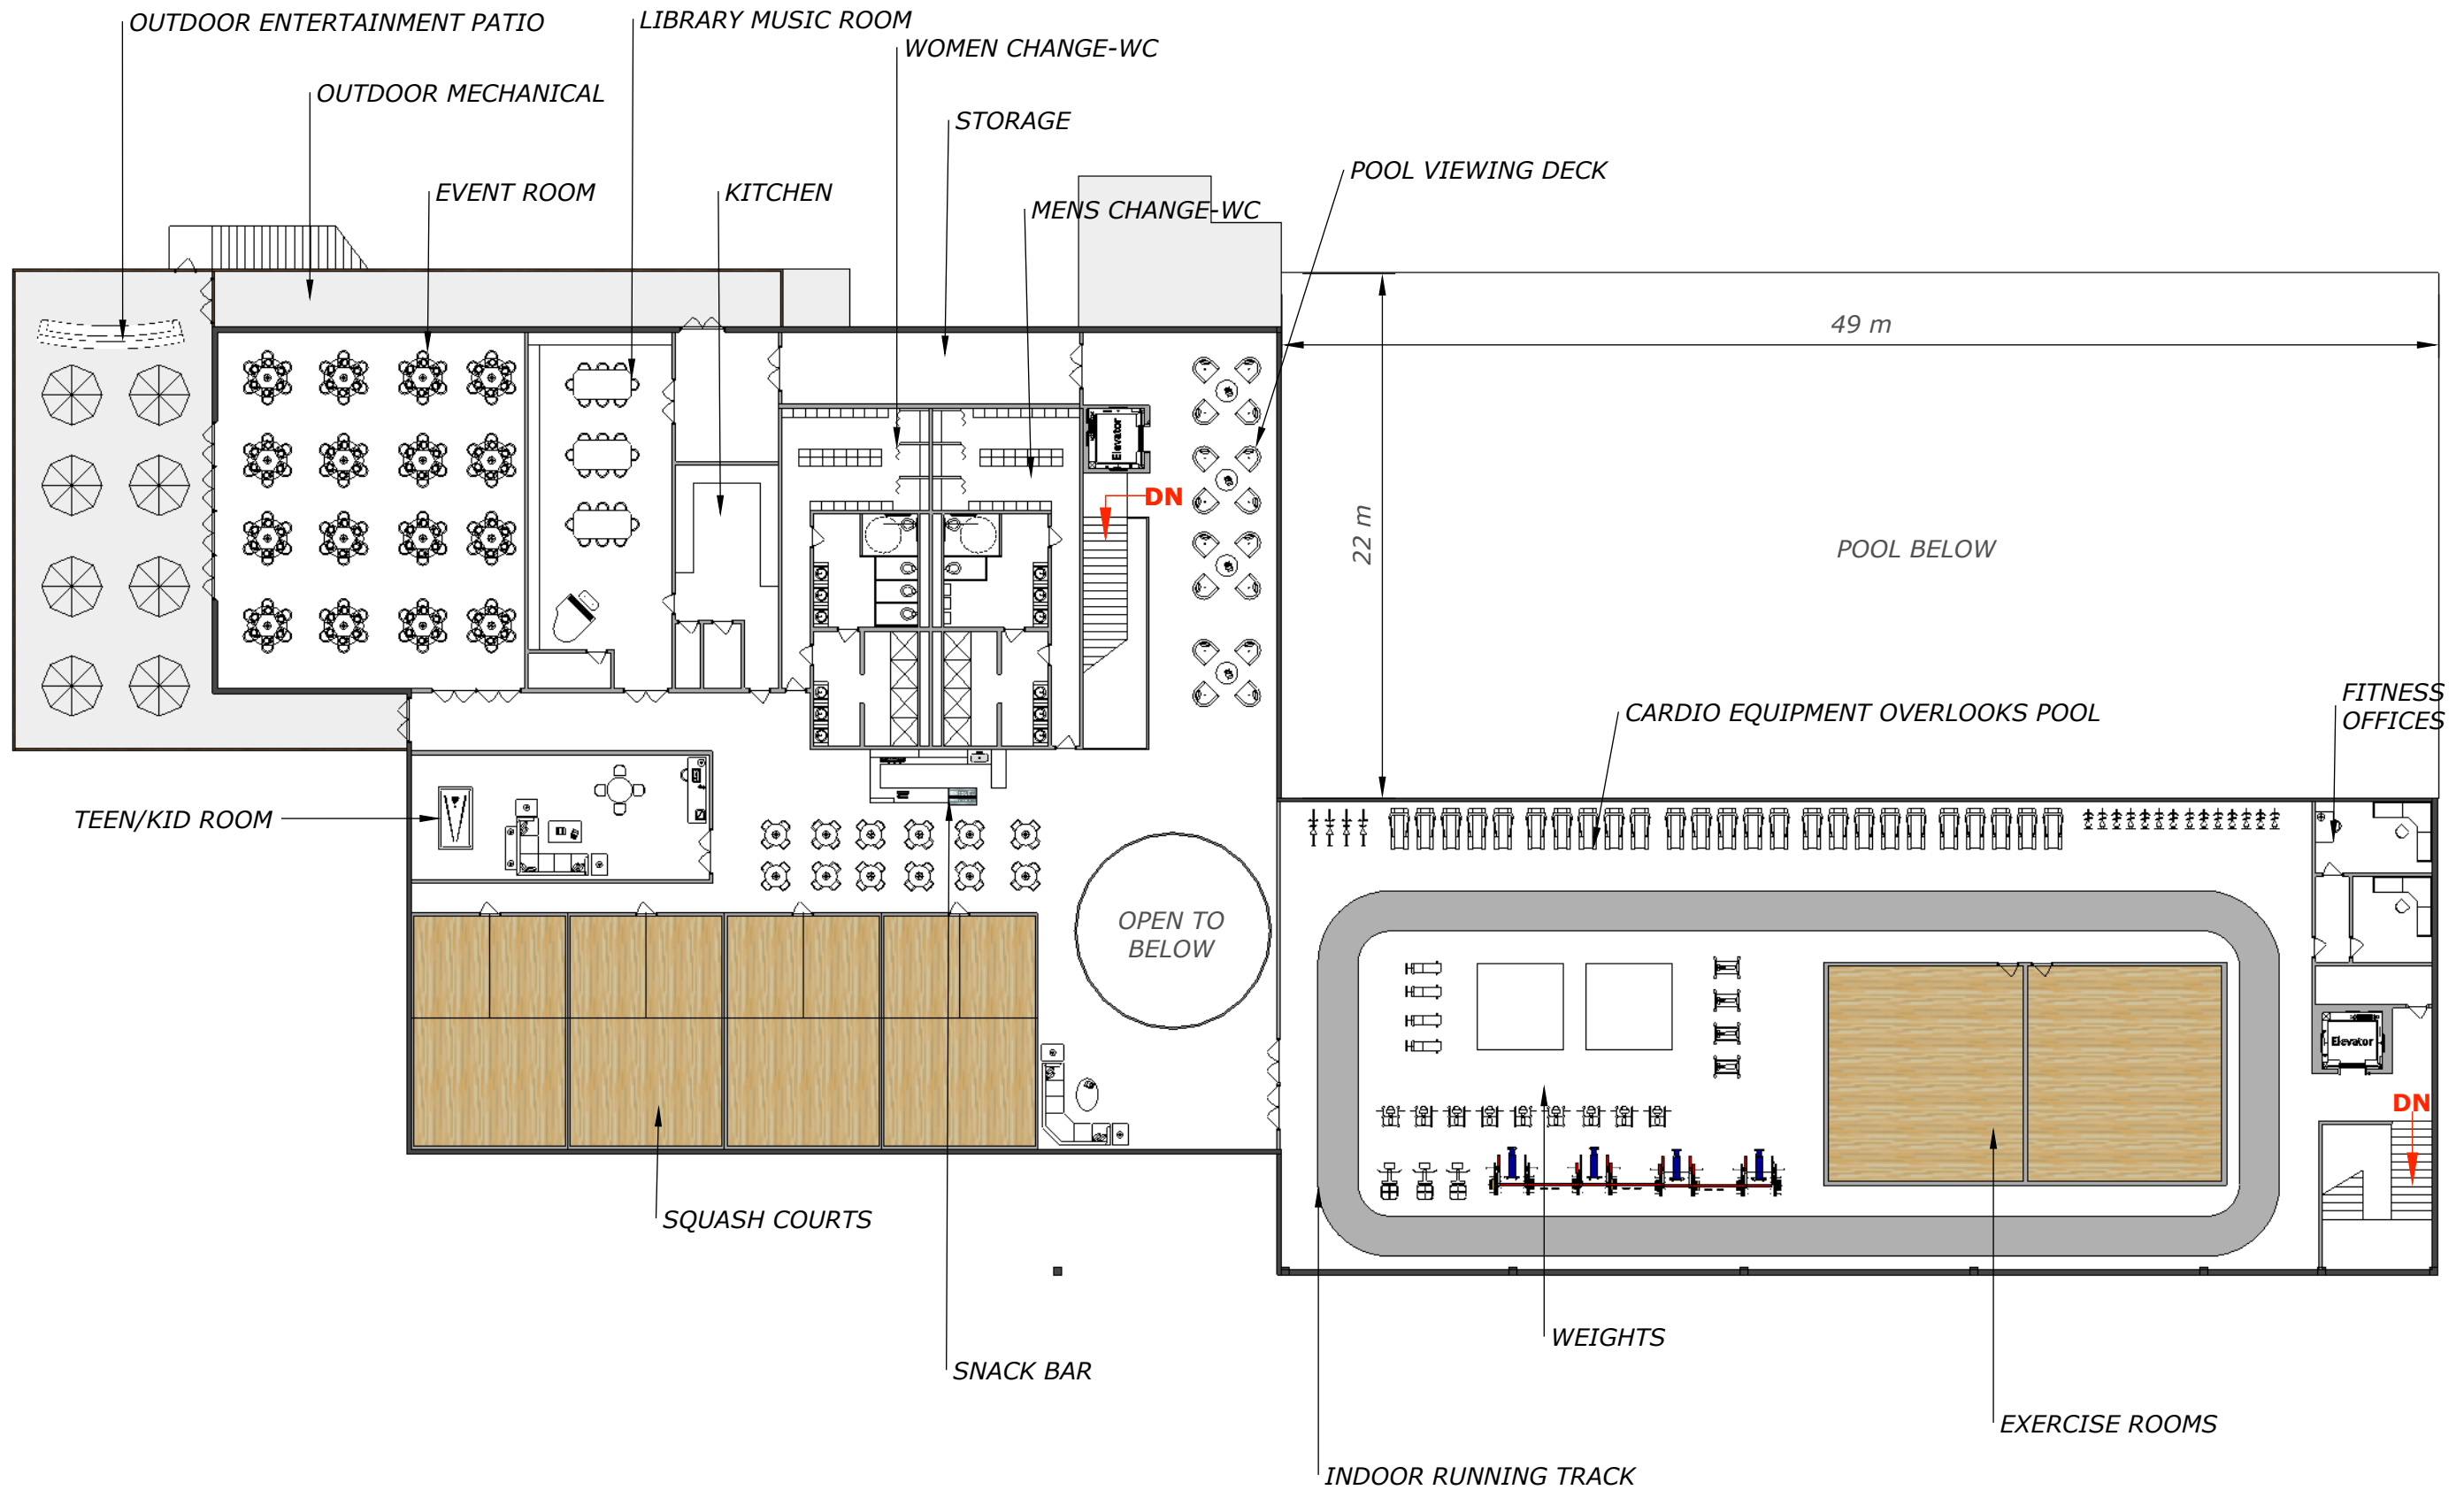 OUTDOOR ENTERTAINMENT PATIO
LIBRARY MUSIC ROOM
WOMEN CHANGE-WC
OUTDOOR MECHANICAL
STORAGE
POOL VIEWING DECK
EVENT ROOM
KITCHEN
MENS CHANGE-WC
49 m
Elevator
DN
22 m
POOL BELOW
FITNESS
OFFICES
CARDIO EQUIPMENT OVERLOOKS POOL
TEEN/KID ROOM
OPEN TO
BELOW
Elevator
DN
SQUASH COURTS
WEIGHTS
SNACK BAR
EXERCISE ROOMS
INDOOR RUNNING TRACK